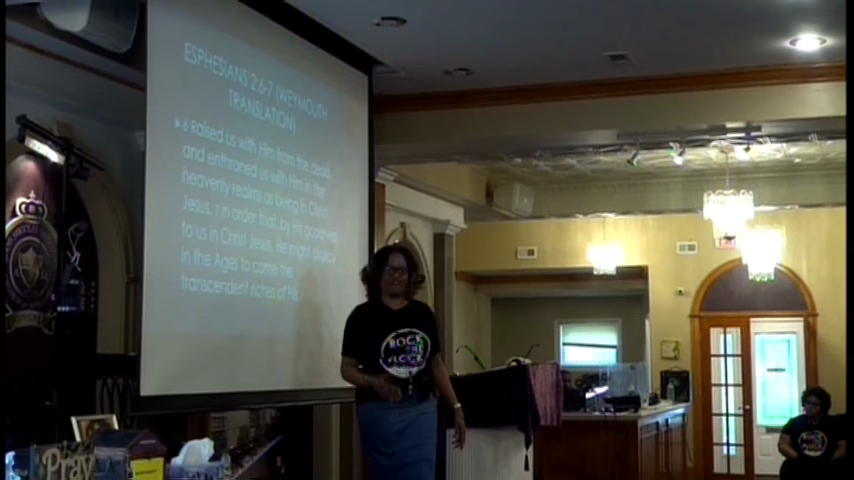 ESPHESIANS 2:6-7 (WEYMOUTH
TRANSLATION)
6 Raised us with Him from the dead,
and enthroned us with Him in the
heavenly realms as being in Christ
Jesus, 7 in order that, by His goodness
to us in Christ Jesus, He might display
in the Ages to come the
transcendent riches of His
ROCK
THE
FLOCK
Pray